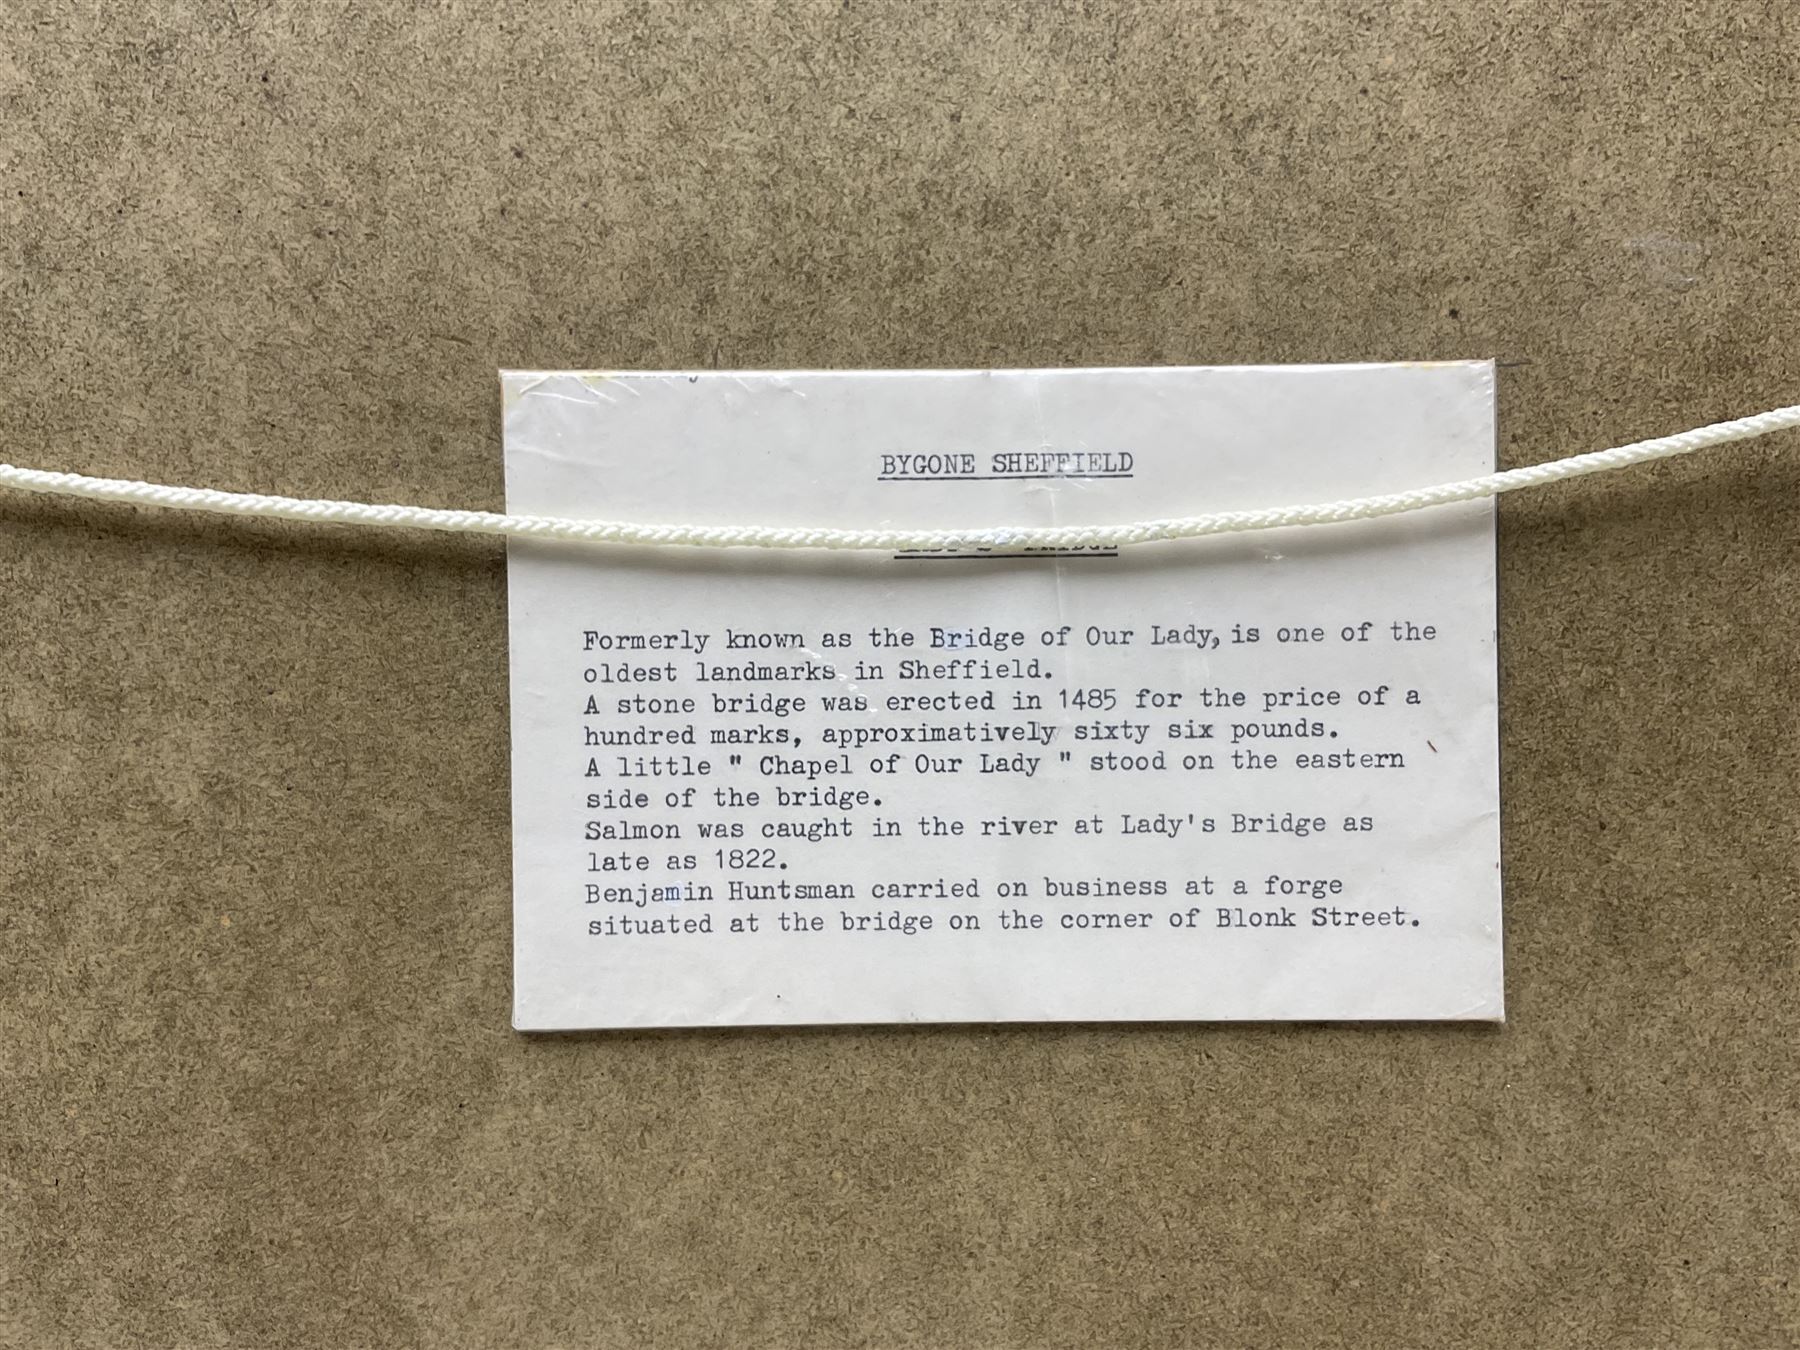 BYGONE SHEFFIELD
BRIDGE
Formerly known as the Bridge of Our Lady, is one of the
oldest landmarks in Sheffield.
A stone bridge was erected in 1485 for the price of a
hundred marks, approximatively sixty six pounds.
A little " Chapel of Our Lady " stood on the eastern
side of the bridge.
Salmon was caught in the river at Lady's Bridge as
late as 1822.
Benjamin Huntsman carried on business at a forge
situated at the bridge on the corner of Blonk Street.